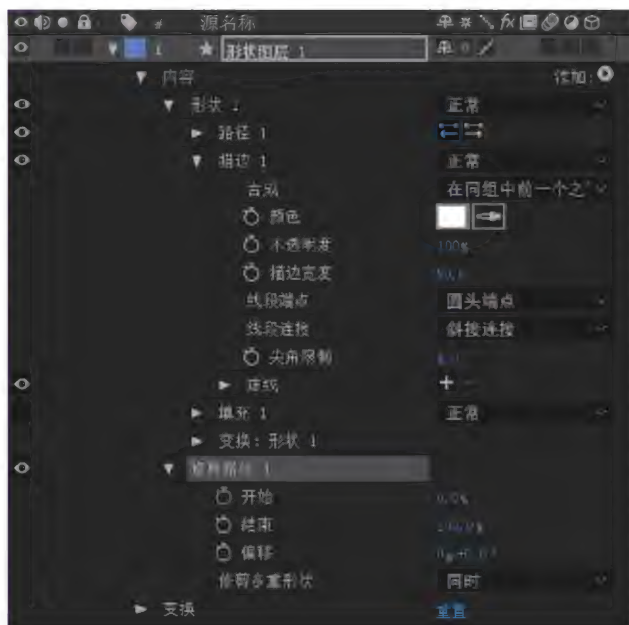 # 源名称
1 形状图层 1
内容 添加:
形状 1 正常
路径 1
描边 1 正常
合成 在同组中前一个之
颜色
不透明度 100%
描边宽度
线段端点 圆头端点
线段连接 斜接连接
尖角限制
虚线 + -
填充 1 正常
变换: 形状 1
修剪路径 1
开始 0.0%
结束
偏移
修剪多重形状 同时
变换 重置